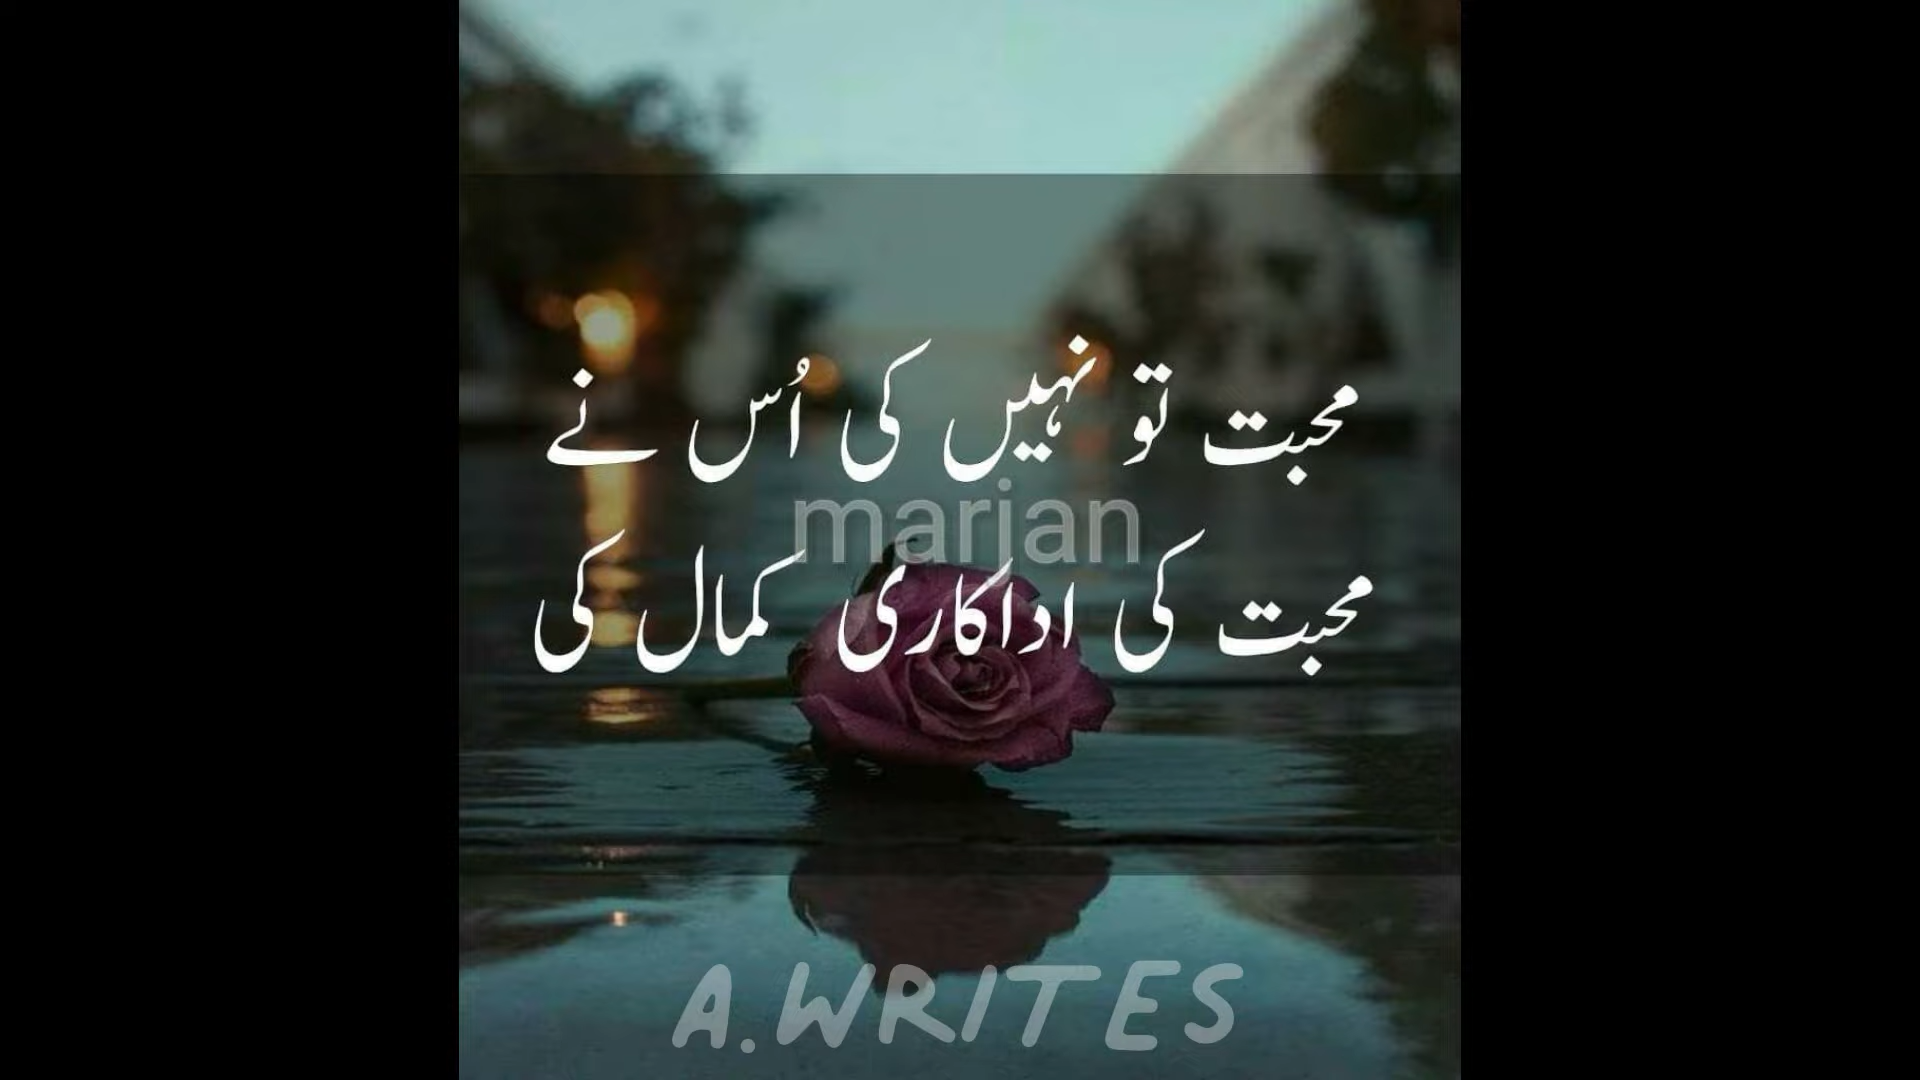 محبت تو نہیں کی اُس نے
marjan
محبت کی اداکاری کمال کی
A.WRITES